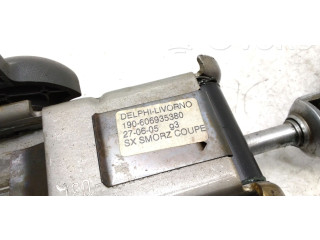 DELPHI-LIVORNO
190-606935380
27-06-05 93
SX SMORZ COUPE